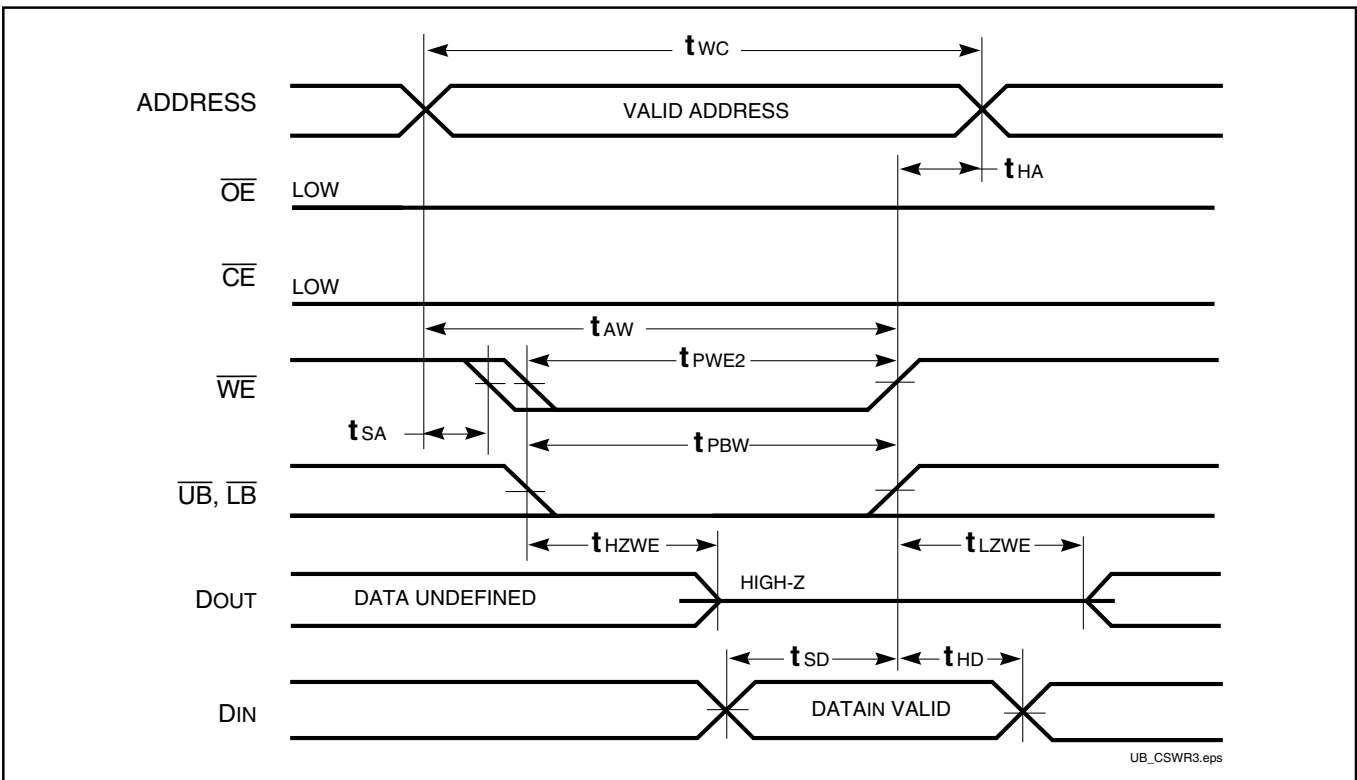 tWC
ADDRESS
VALID ADDRESS
tHA
OE
LOW
CE
LOW
tAW
tPWE2
WE
tSA
tPBW
UB, LB
tHZWE
tLZWE
DOUT
DATA UNDEFINED
HIGH-Z
tSD
tHD
DIN
DATAIN VALID
UB_CSWR3.eps